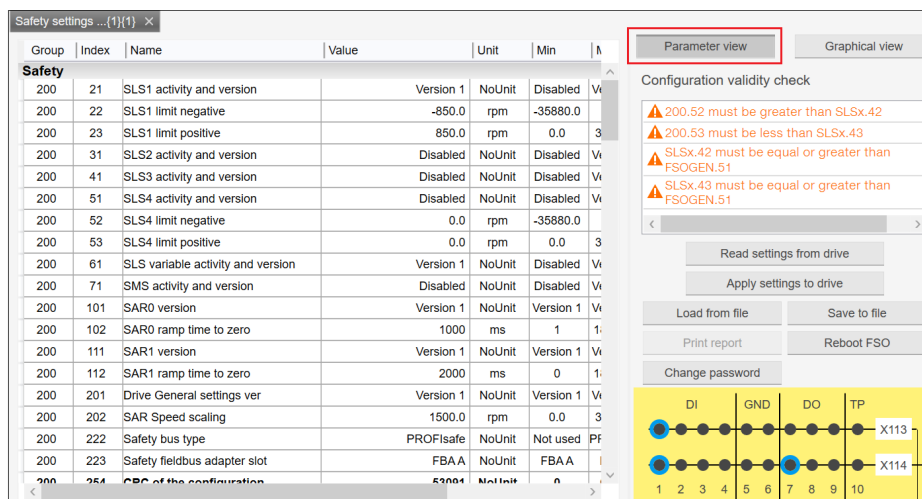 Safety settings ...{1}{1} ×
Group Index Name Value Unit Min
Safety
200 21 SLS1 activity and version Version 1 NoUnit Disabled
200 22 SLS1 limit negative -850.0 rpm -35880.0
200 23 SLS1 limit positive 850.0 rpm 0.0
200 31 SLS2 activity and version Disabled NoUnit Disabled
200 41 SLS3 activity and version Disabled NoUnit Disabled
200 51 SLS4 activity and version Disabled NoUnit Disabled
200 52 SLS4 limit negative 0.0 rpm -35880.0
200 53 SLS4 limit positive 0.0 rpm 0.0
200 61 SLS variable activity and version Version 1 NoUnit Disabled
200 71 SMS activity and version Disabled NoUnit Disabled
200 101 SAR0 version Version 1 NoUnit Version 1
200 102 SAR0 ramp time to zero 1000 ms 1
200 111 SAR1 version Version 1 NoUnit Version 1
200 112 SAR1 ramp time to zero 2000 ms 0
200 201 Drive General settings ver Version 1 NoUnit Version 1
200 202 SAR Speed scaling 1500.0 rpm 0.0
200 222 Safety bus type PROFIsafe NoUnit Not used
200 223 Safety fieldbus adapter slot FBA A NoUnit FBA A
200 254 CRC of the configuration 53091 NoUnit 0
Parameter view Graphical view
Configuration validity check
200.52 must be greater than SLSx.42
200.53 must be less than SLSx.43
SLSx.42 must be equal or greater than
FSOGEN.51
SLSx.43 must be equal or greater than
FSOGEN.51
Read settings from drive
Apply settings to drive
Load from file Save to file
Print report Reboot FSO
Change password
DI GND DO TP
X113
X114
1 2 3 4 5 6 7 8 9 10